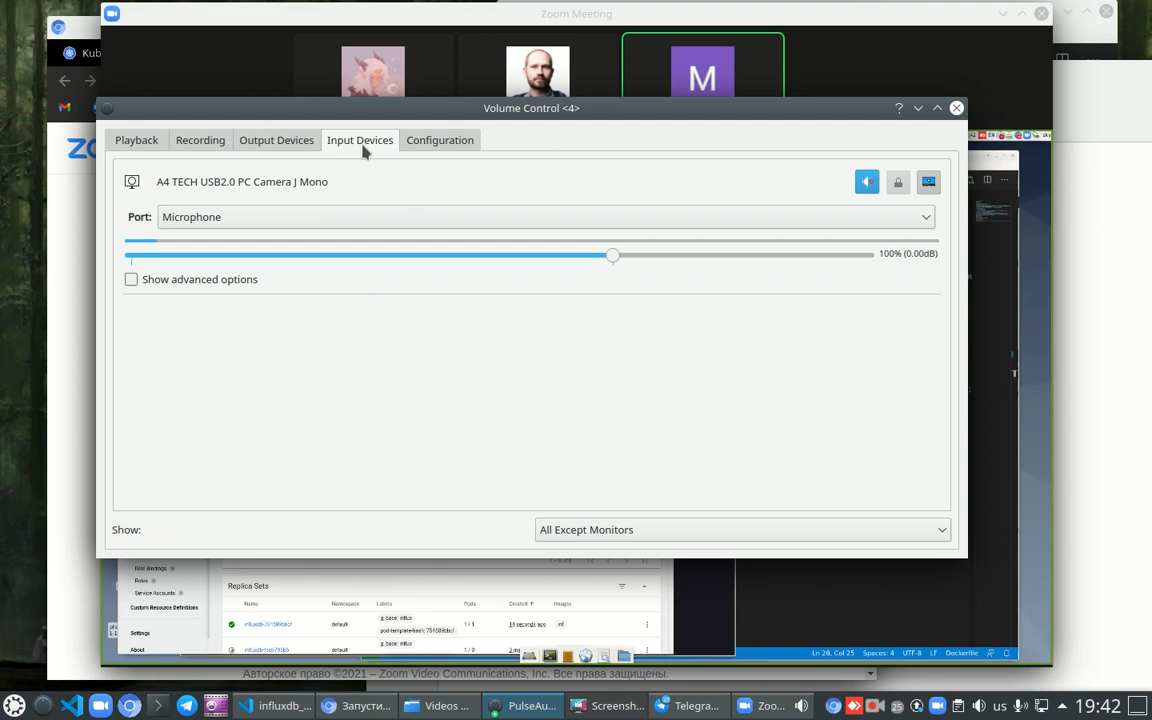 Zoom Meeting
Kub
M
Volume Control <4>
Playback
Recording
Output Devices
Input Devices
Configuration
A4 TECH USB2.0 PC Camera J Mono
Port:
Microphone
100% (0.00dB)
Show advanced options
Show:
All Except Monitors
Role Bindings
Roles
Service Accounts
Custom Resource Definitions
Settings
About
Replica Sets
Name
Namespace
Labels
Pods
Created
Images
default
1 / 1
14 seconds ago
default
Ln 28, Col 25
Spaces: 4
UTF-8
LF
Dockerfile
Авторское право ©2021 – Zoom Video Communications, Inc. Все права защищены.
influxdb_...
Запусти...
Videos ...
PulseAu...
Screensh...
Telegra...
Zoo...
25
us
19:42